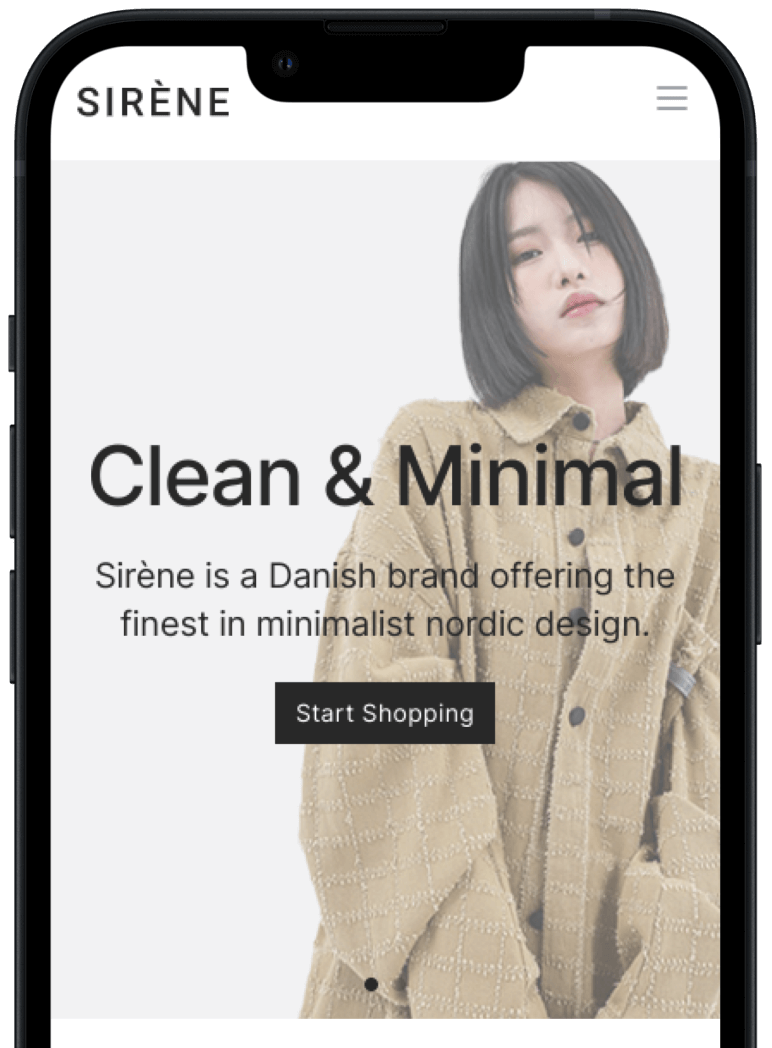 SIRÈNE
Clean & Minimal
Sirène is a Danish brand offering the
finest in minimalist nordic design.
Start Shopping